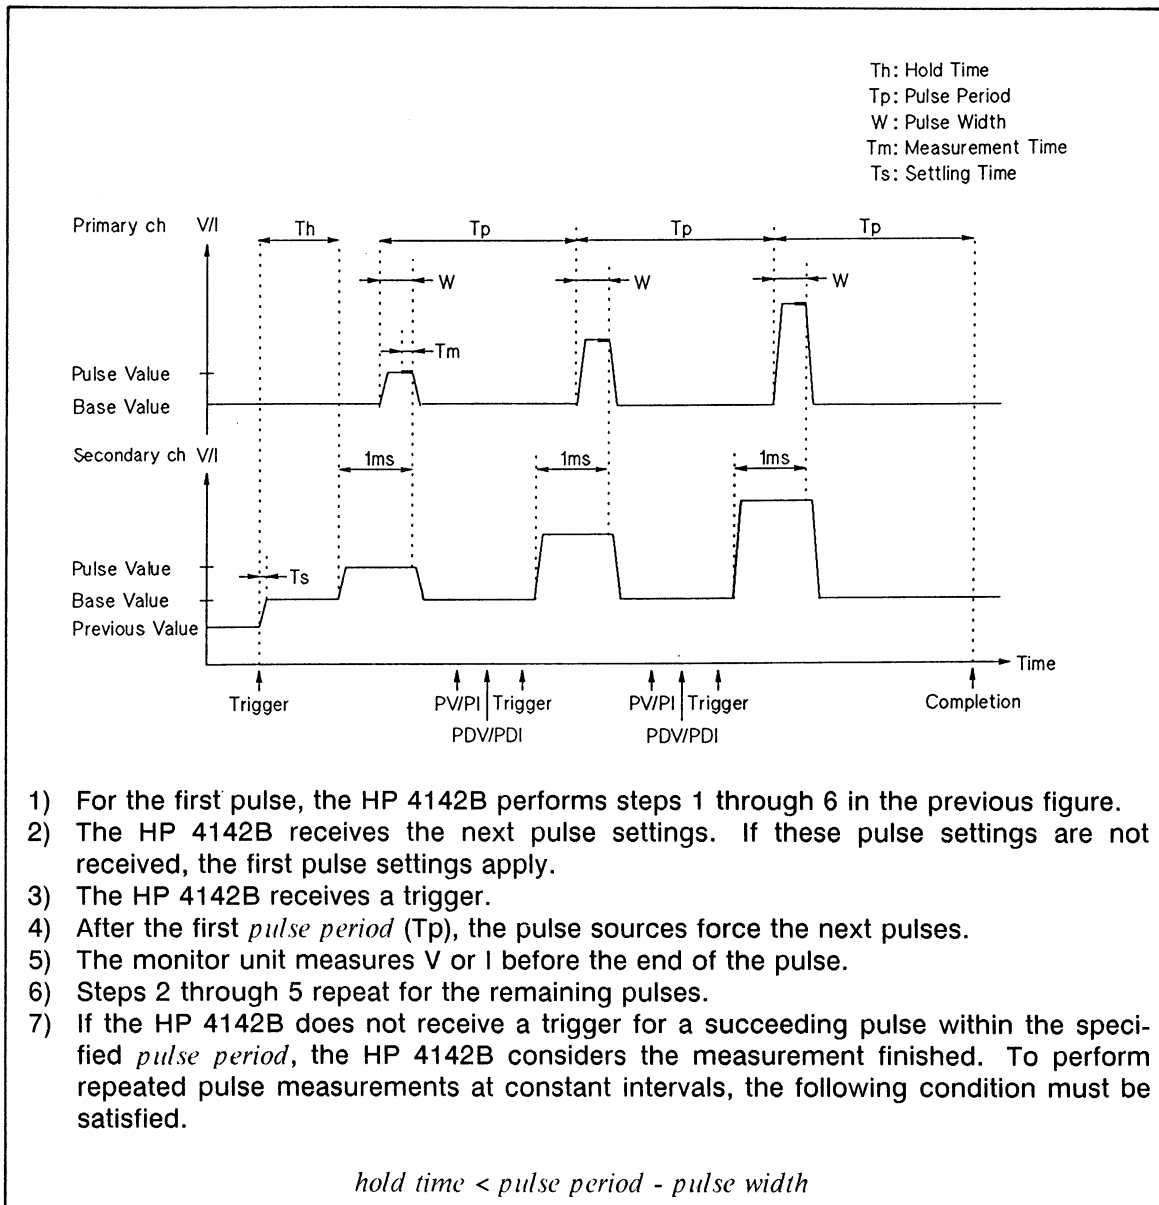 Th: Hold Time
Tp: Pulse Period
W : Pulse Width
Tm: Measurement Time
Ts: Settling Time
Primary ch V/I
Th Tp Tp Tp
W W W
Tm
Pulse Value
Base Value
Secondary ch V/I
1ms 1ms 1ms
Pulse Value
Ts
Base Value
Previous Value
Time
Trigger PV/PI Trigger PV/PI Trigger Completion
PDV/PDI PDV/PDI
1) For the first pulse, the HP 4142B performs steps 1 through 6 in the previous figure.
2) The HP 4142B receives the next pulse settings. If these pulse settings are not
received, the first pulse settings apply.
3) The HP 4142B receives a trigger.
4) After the first pulse period (Tp), the pulse sources force the next pulses.
5) The monitor unit measures V or I before the end of the pulse.
6) Steps 2 through 5 repeat for the remaining pulses.
7) If the HP 4142B does not receive a trigger for a succeeding pulse within the speci-
fied pulse period, the HP 4142B considers the measurement finished. To perform
repeated pulse measurements at constant intervals, the following condition must be
satisfied.
hold time < pulse period - pulse width